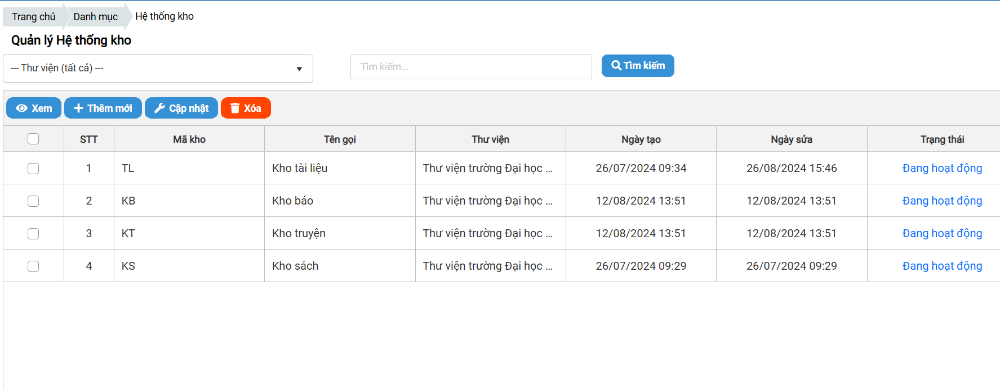 Trang chủ Danh mục Hệ thống kho
Quản lý Hệ thống kho
--- Thư viện (tất cả) --- Tìm kiếm... Tìm kiếm
Xem Thêm mới Cập nhật Xóa
STT Mã kho Tên gọi Thư viện Ngày tạo Ngày sửa Trạng thái
1 TL Kho tài liệu Thư viện trường Đại học ... 26/07/2024 09:34 26/08/2024 15:46 Đang hoạt động
2 KB Kho báo Thư viện trường Đại học ... 12/08/2024 13:51 12/08/2024 13:51 Đang hoạt động
3 KT Kho truyện Thư viện trường Đại học ... 12/08/2024 13:51 12/08/2024 13:51 Đang hoạt động
4 KS Kho sách Thư viện trường Đại học ... 26/07/2024 09:29 26/07/2024 09:29 Đang hoạt động